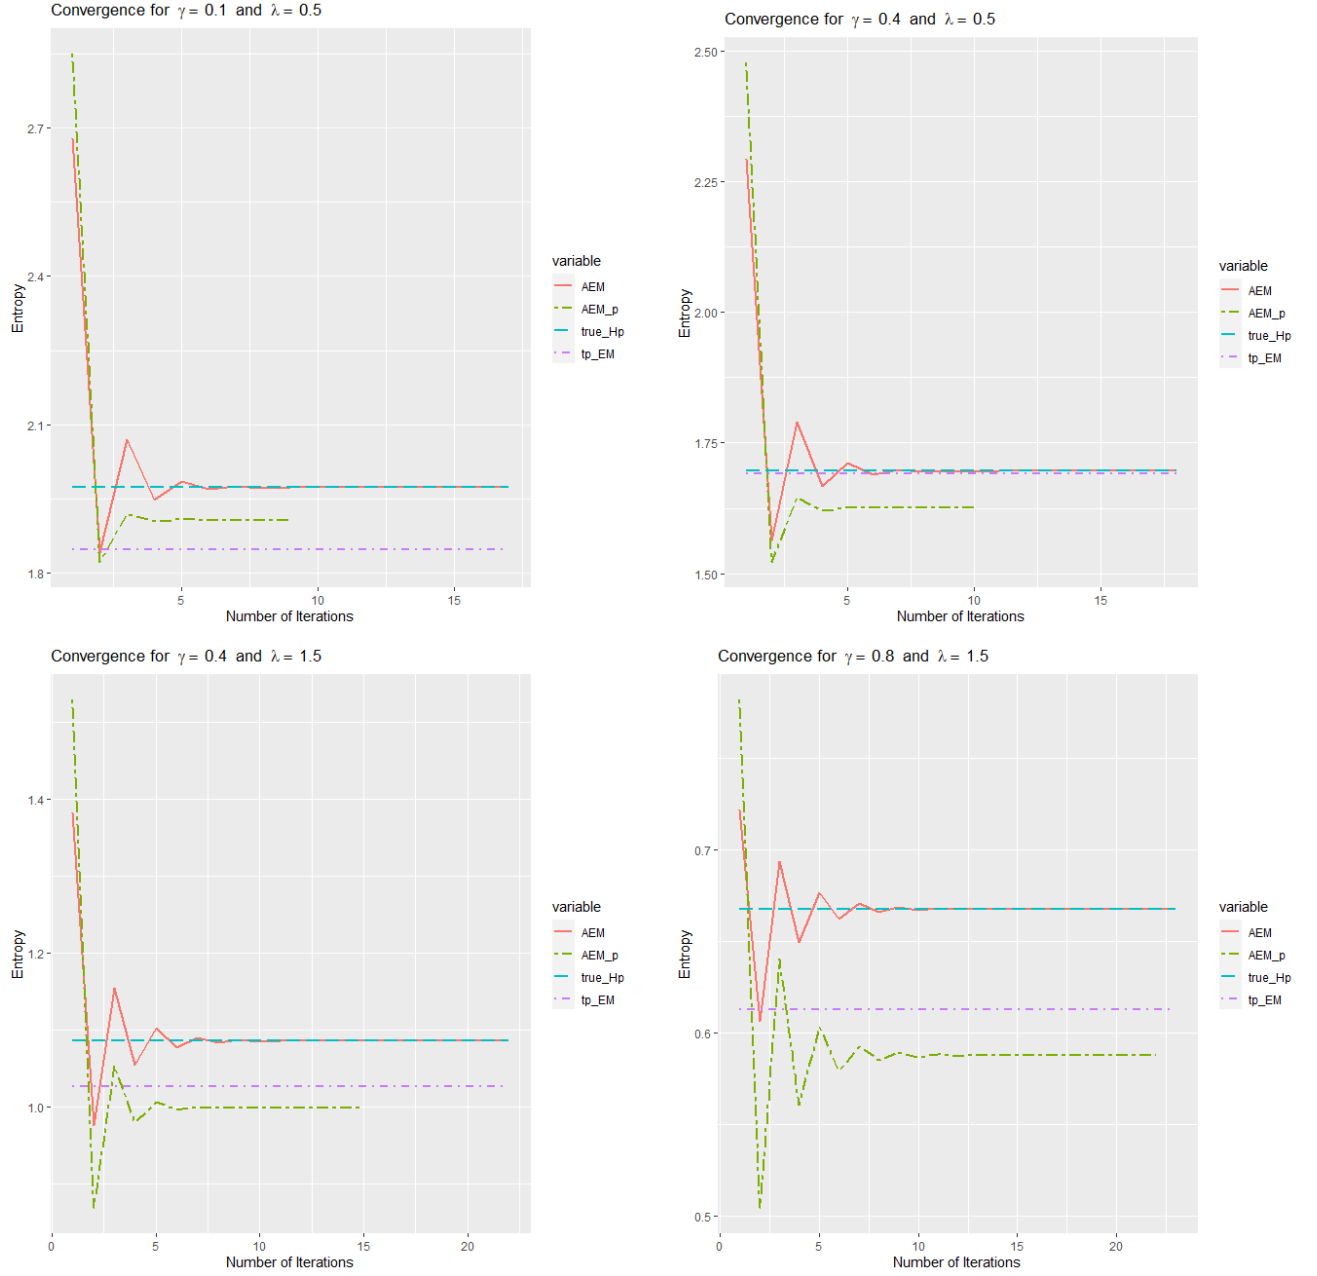 Convergence for γ = 0.1 and λ = 0.5
2.7
2.4
2.1
1.8
Entropy
5
10
15
Number of Iterations
variable
AEM
AEM_p
true_Hp
tp_EM
Convergence for γ = 0.4 and λ = 0.5
2.50
2.25
2.00
1.75
1.50
Entropy
5
10
15
Number of Iterations
variable
AEM
AEM_p
true_Hp
tp_EM
Convergence for γ = 0.4 and λ = 1.5
1.4
1.2
1.0
Entropy
0
5
10
15
20
Number of Iterations
variable
AEM
AEM_p
true_Hp
tp_EM
Convergence for γ = 0.8 and λ = 1.5
0.7
0.6
0.5
Entropy
0
5
10
15
20
Number of Iterations
variable
AEM
AEM_p
true_Hp
tp_EM